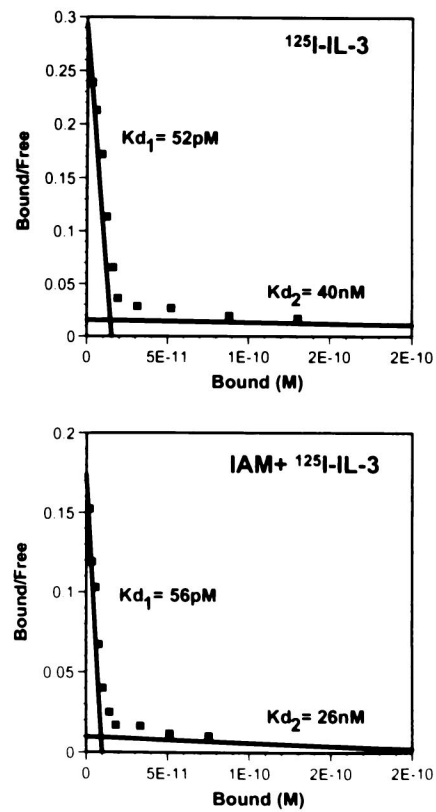 0.3
¹²⁵I-IL-3
0.25
0.2
Kd₁ = 52pM
Bound/Free
0.15
0.1
0.05
Kd₂= 40nM
0
0 5E-11 1E-10 2E-10 2E-10
Bound (M)
0.2
IAM+ ¹²⁵I-IL-3
0.15
Bound/Free
0.1
Kd₁= 56pM
0 05
Kd₂= 26nM
0
0 5E-11 1E-10 2E-10 2E-10
Bound (M)